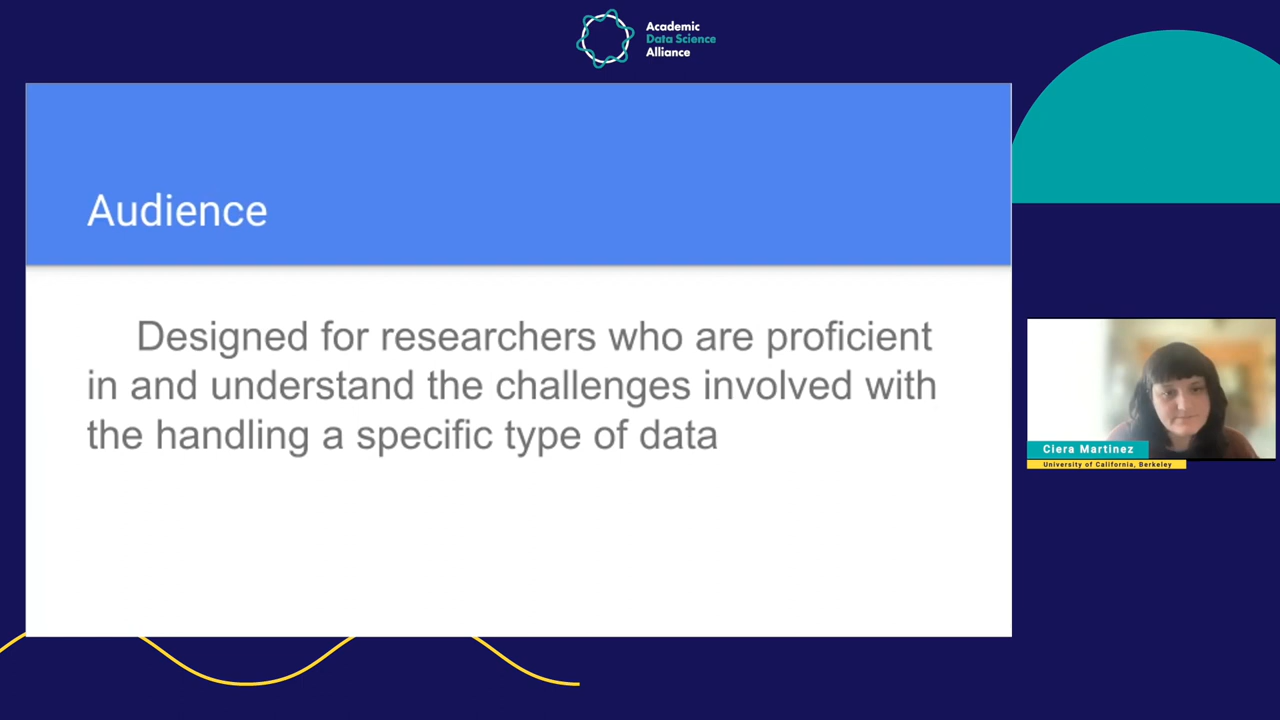 Academic
Data Science
Alliance
Audience
Designed for researchers who are proficient
in and understand the challenges involved with
the handling a specific type of data
Ciera Martinez
University of California, Berkeley